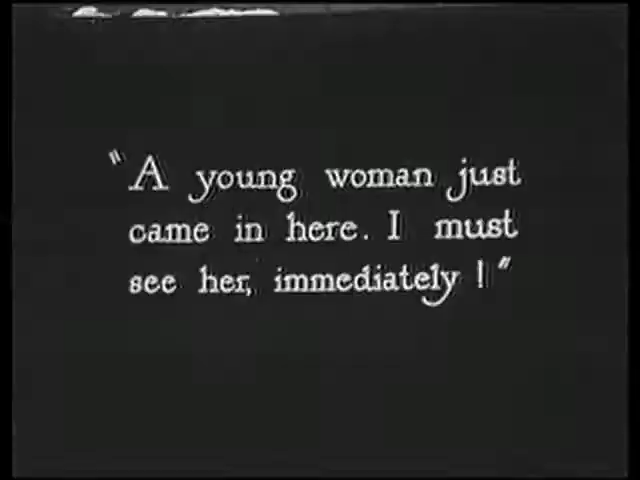 "A young woman just
came in here. I must
see her, immediately!"